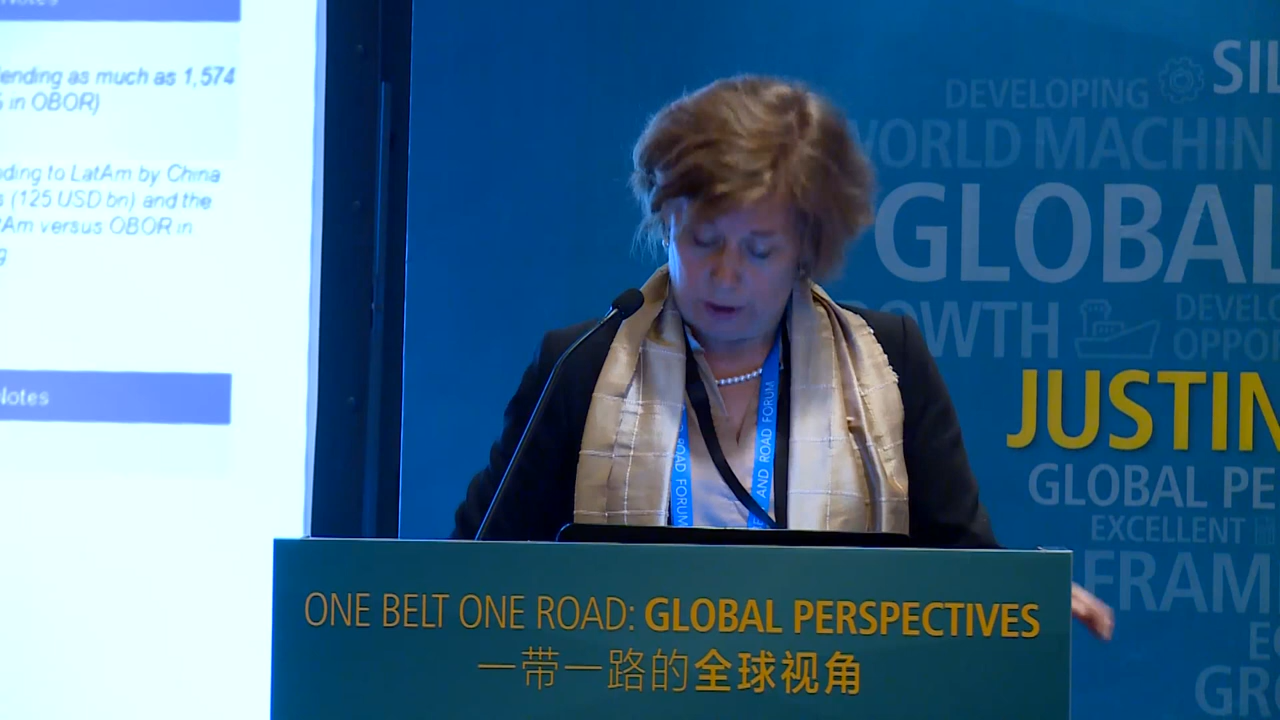 Notes
ending as much as 1,574
in OBOR)
ding to LatAm by China
(125 USD bn) and the
Am versus OBOR in
g
Notes
DEVELOPING
SIL
WORLD MACHIN
GLOBAL
OWTH
DEVELO
OPPOR
JUSTIN
GLOBAL PE
EXCELLENT
FRAM
E
GR
ROAD FORUM
AND ROAD FORUM
ONE BELT ONE ROAD: GLOBAL PERSPECTIVES
一带一路的全球视角